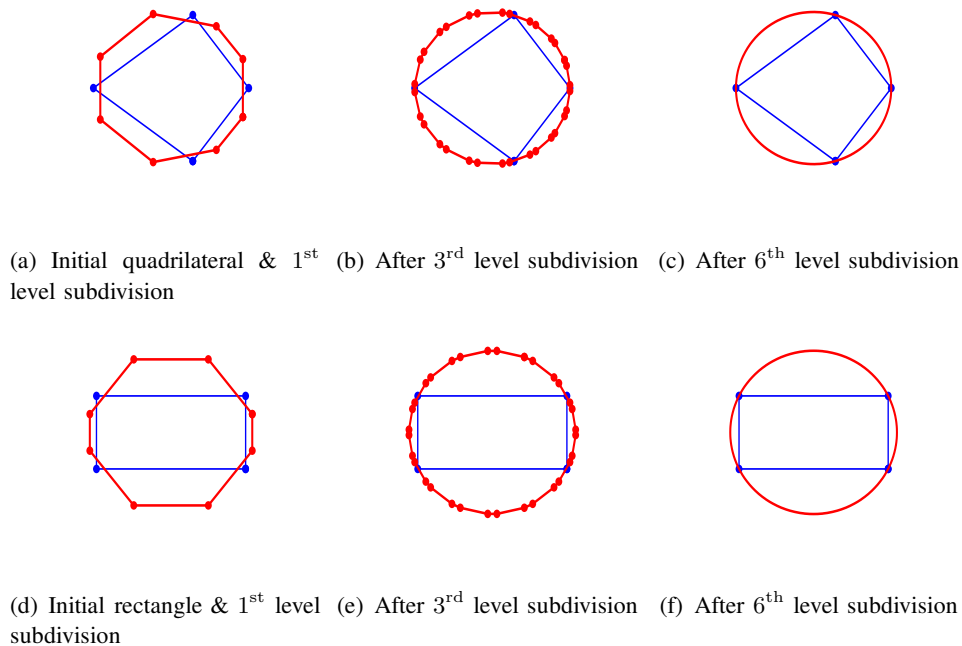 (a) Initial quadrilateral & 1st level subdivision
(b) After 3rd level subdivision
(c) After 6th level subdivision
(d) Initial rectangle & 1st level subdivision
(e) After 3rd level subdivision
(f) After 6th level subdivision